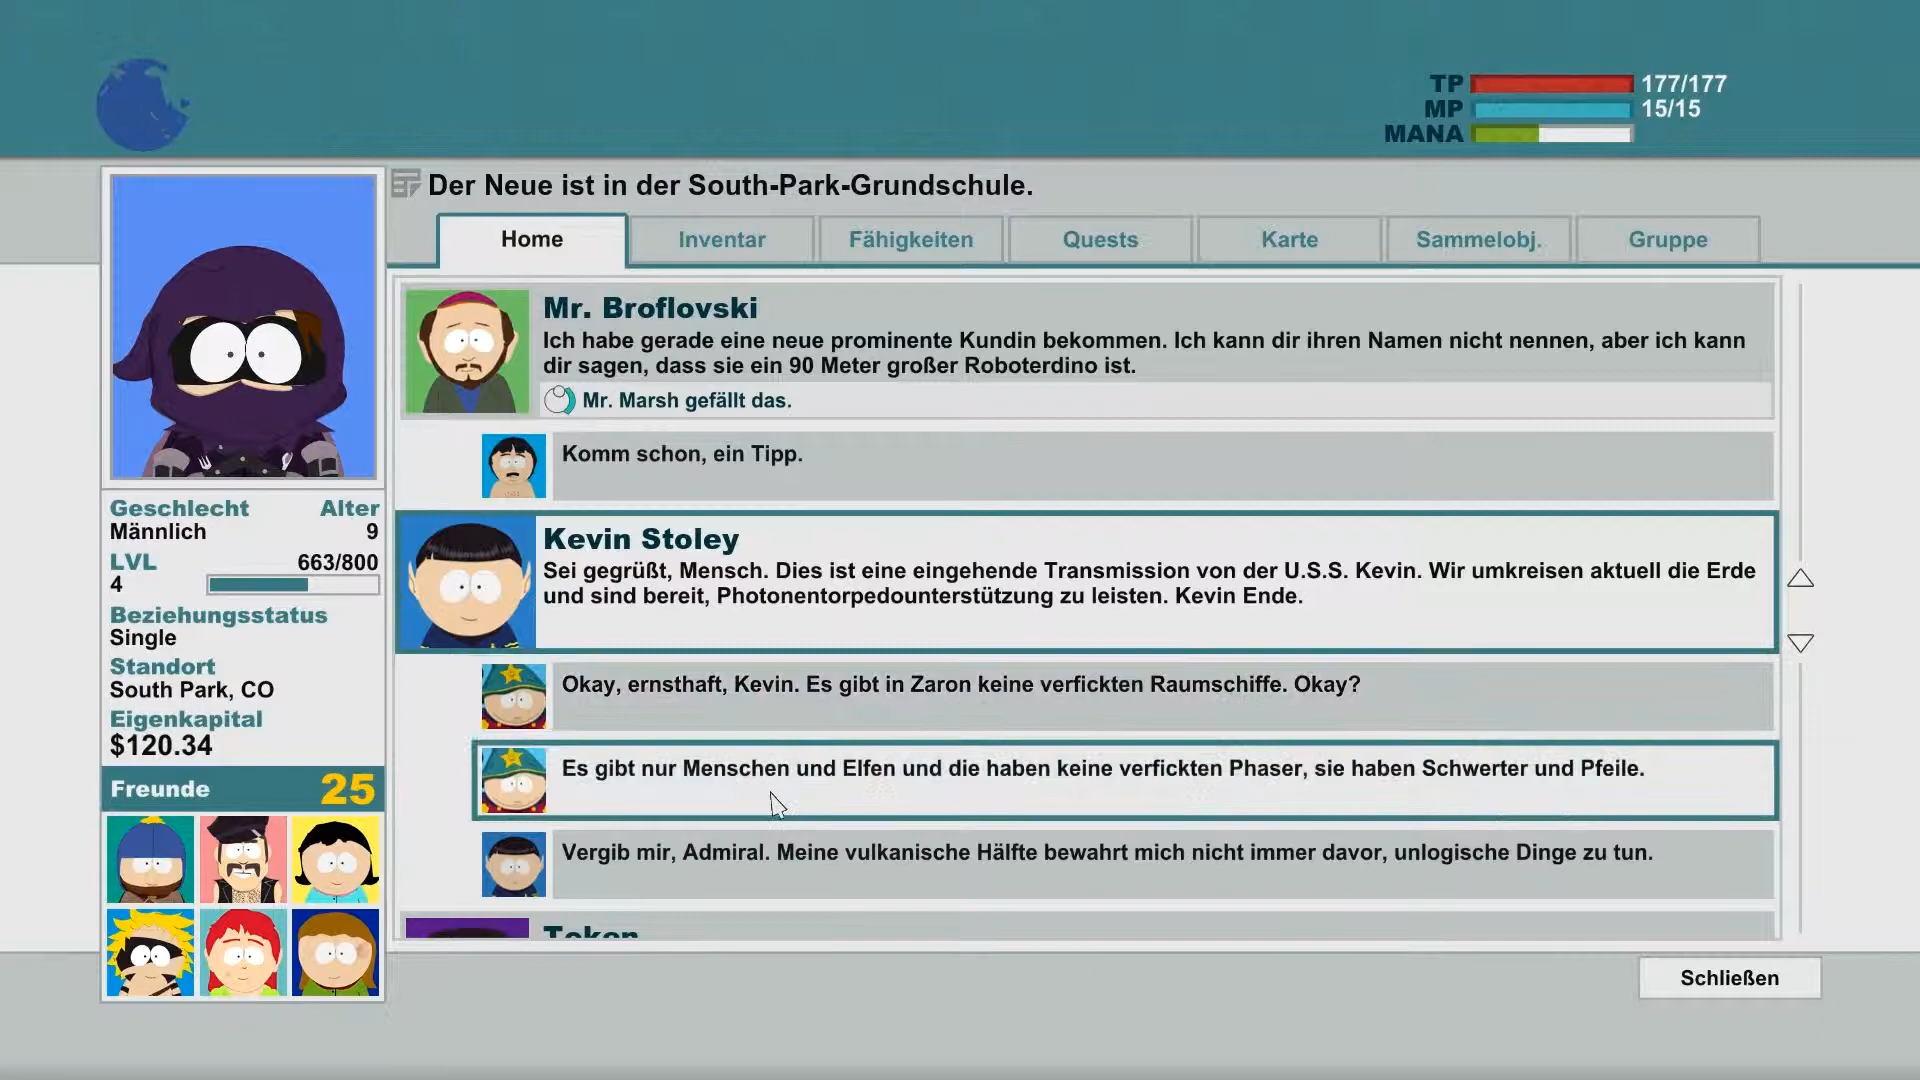 TP 177/177
MP 15/15
MANA
Der Neue ist in der South-Park-Grundschule.
Home Inventar Fähigkeiten Quests Karte Sammelobj. Gruppe
Mr. Broflovski
Ich habe gerade eine neue prominente Kundin bekommen. Ich kann dir ihren Namen nicht nennen, aber ich kann
dir sagen, dass sie ein 90 Meter großer Roboterdino ist.
Mr. Marsh gefällt das.
Komm schon, ein Tipp.
Kevin Stoley
Sei gegrüßt, Mensch. Dies ist eine eingehende Transmission von der U.S.S. Kevin. Wir umkreisen aktuell die Erde
und sind bereit, Photonentorpedounterstützung zu leisten. Kevin Ende.
Okay, ernsthaft, Kevin. Es gibt in Zaron keine verfickten Raumschiffe. Okay?
Es gibt nur Menschen und Elfen und die haben keine verfickten Phaser, sie haben Schwerter und Pfeile.
Vergib mir, Admiral. Meine vulkanische Hälfte bewahrt mich nicht immer davor, unlogische Dinge zu tun.
Token
Geschlecht Alter
Männlich 9
LVL 663/800
4
Beziehungsstatus
Single
Standort
South Park, CO
Eigenkapital
$120.34
Freunde 25
Schließen